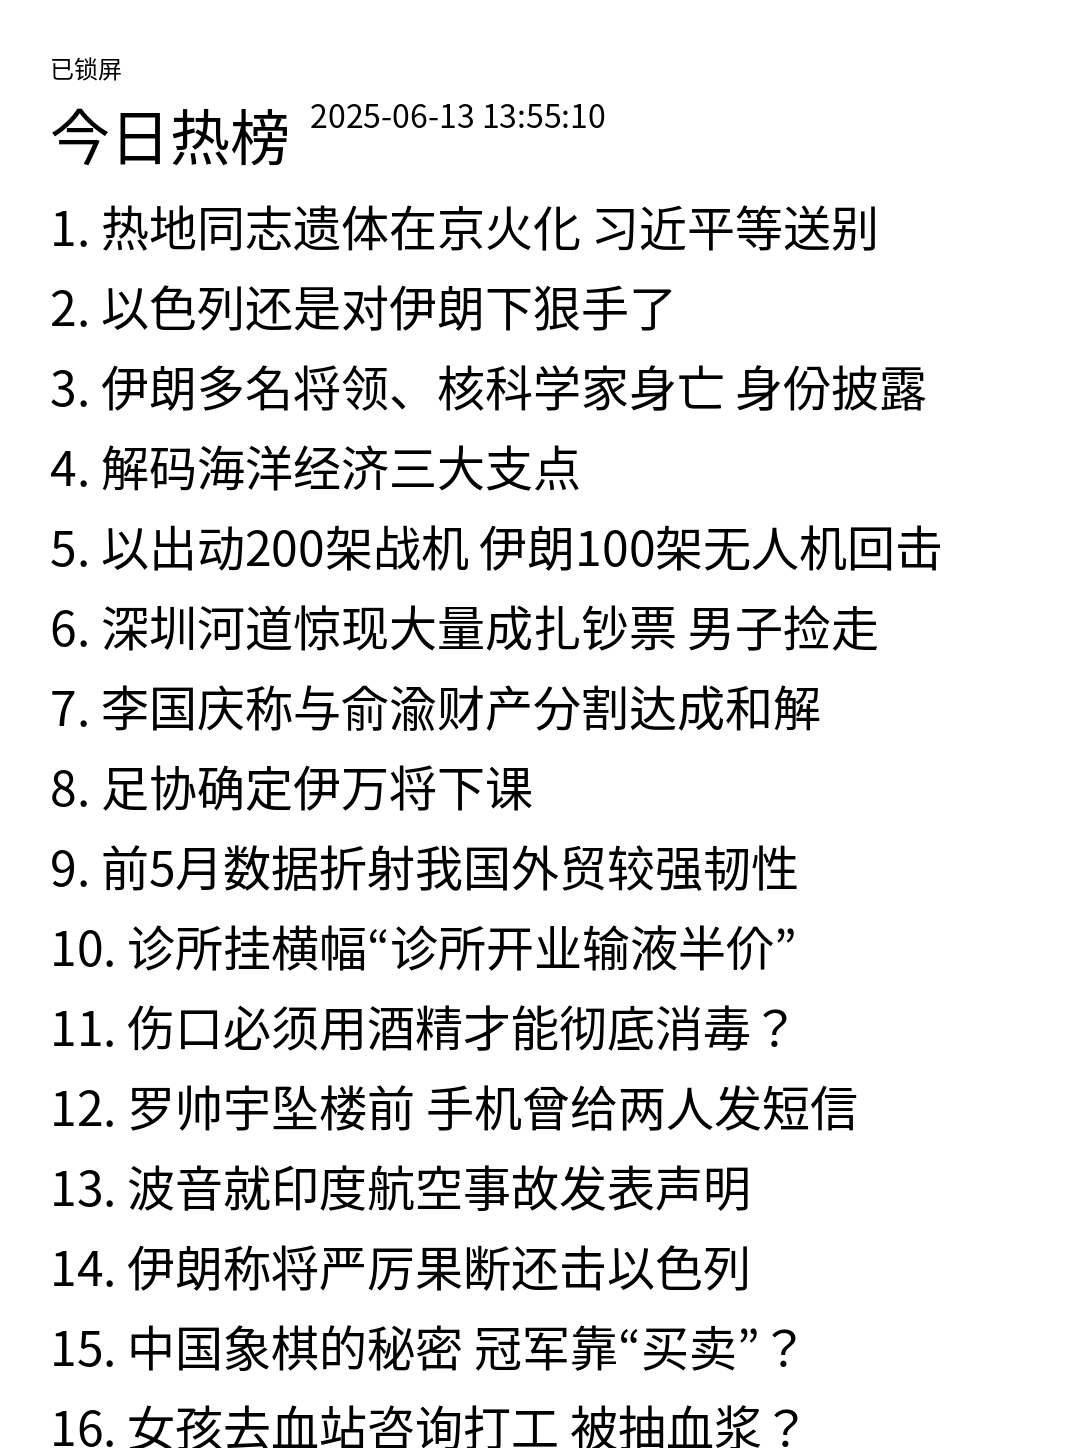 已锁屏
今日热榜 2025-06-13 13:55:10
1. 热地同志遗体在京火化 习近平等送别
2. 以色列还是对伊朗下狠手了
3. 伊朗多名将领、核科学家身亡 身份披露
4. 解码海洋经济三大支点
5. 以出动200架战机 伊朗100架无人机回击
6. 深圳河道惊现大量成扎钞票 男子捡走
7. 李国庆称与俞渝财产分割达成和解
8. 足协确定伊万将下课
9. 前5月数据折射我国外贸较强韧性
10. 诊所挂横幅“诊所开业输液半价”
11. 伤口必须用酒精才能彻底消毒？
12. 罗帅宇坠楼前 手机曾给两人发短信
13. 波音就印度航空事故发表声明
14. 伊朗称将严厉果断还击以色列
15. 中国象棋的秘密 冠军靠“买卖”？
16. 女孩去血站咨询打工 被抽血浆？